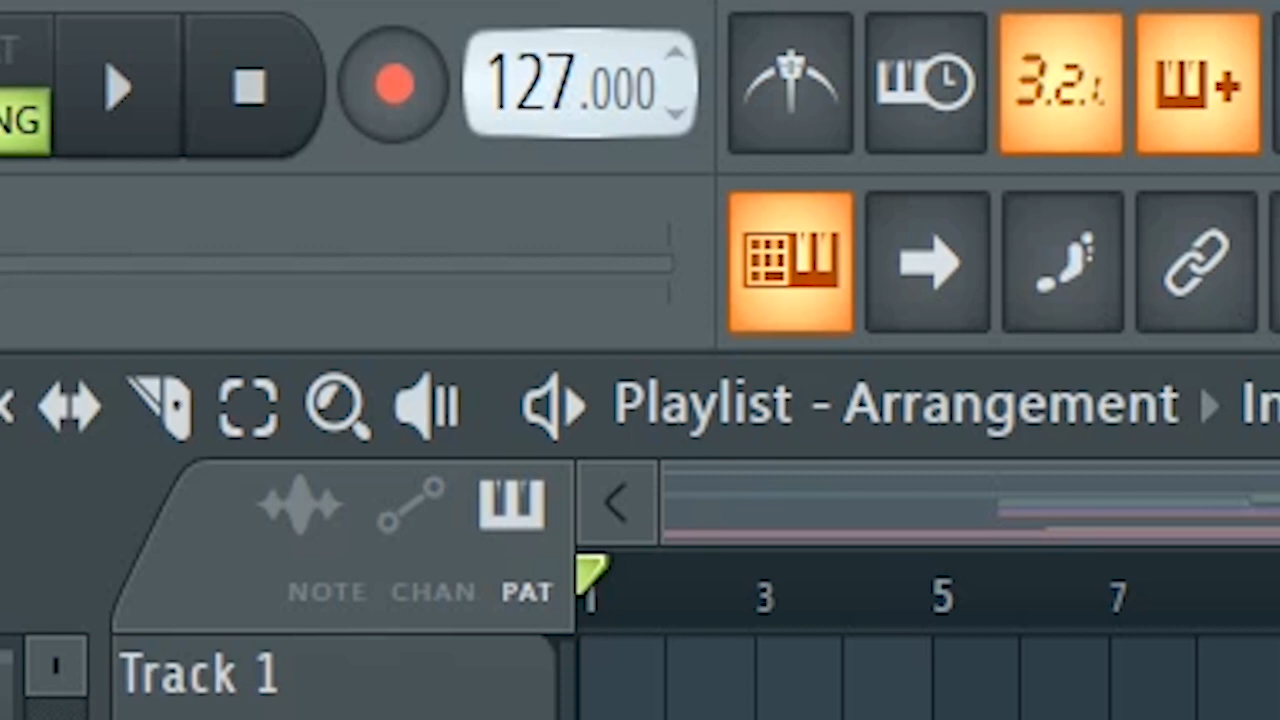 127.000
3.2.1.
NG
Playlist - Arrangement
NOTE CHAN PAT
1 3 5 7
Track 1